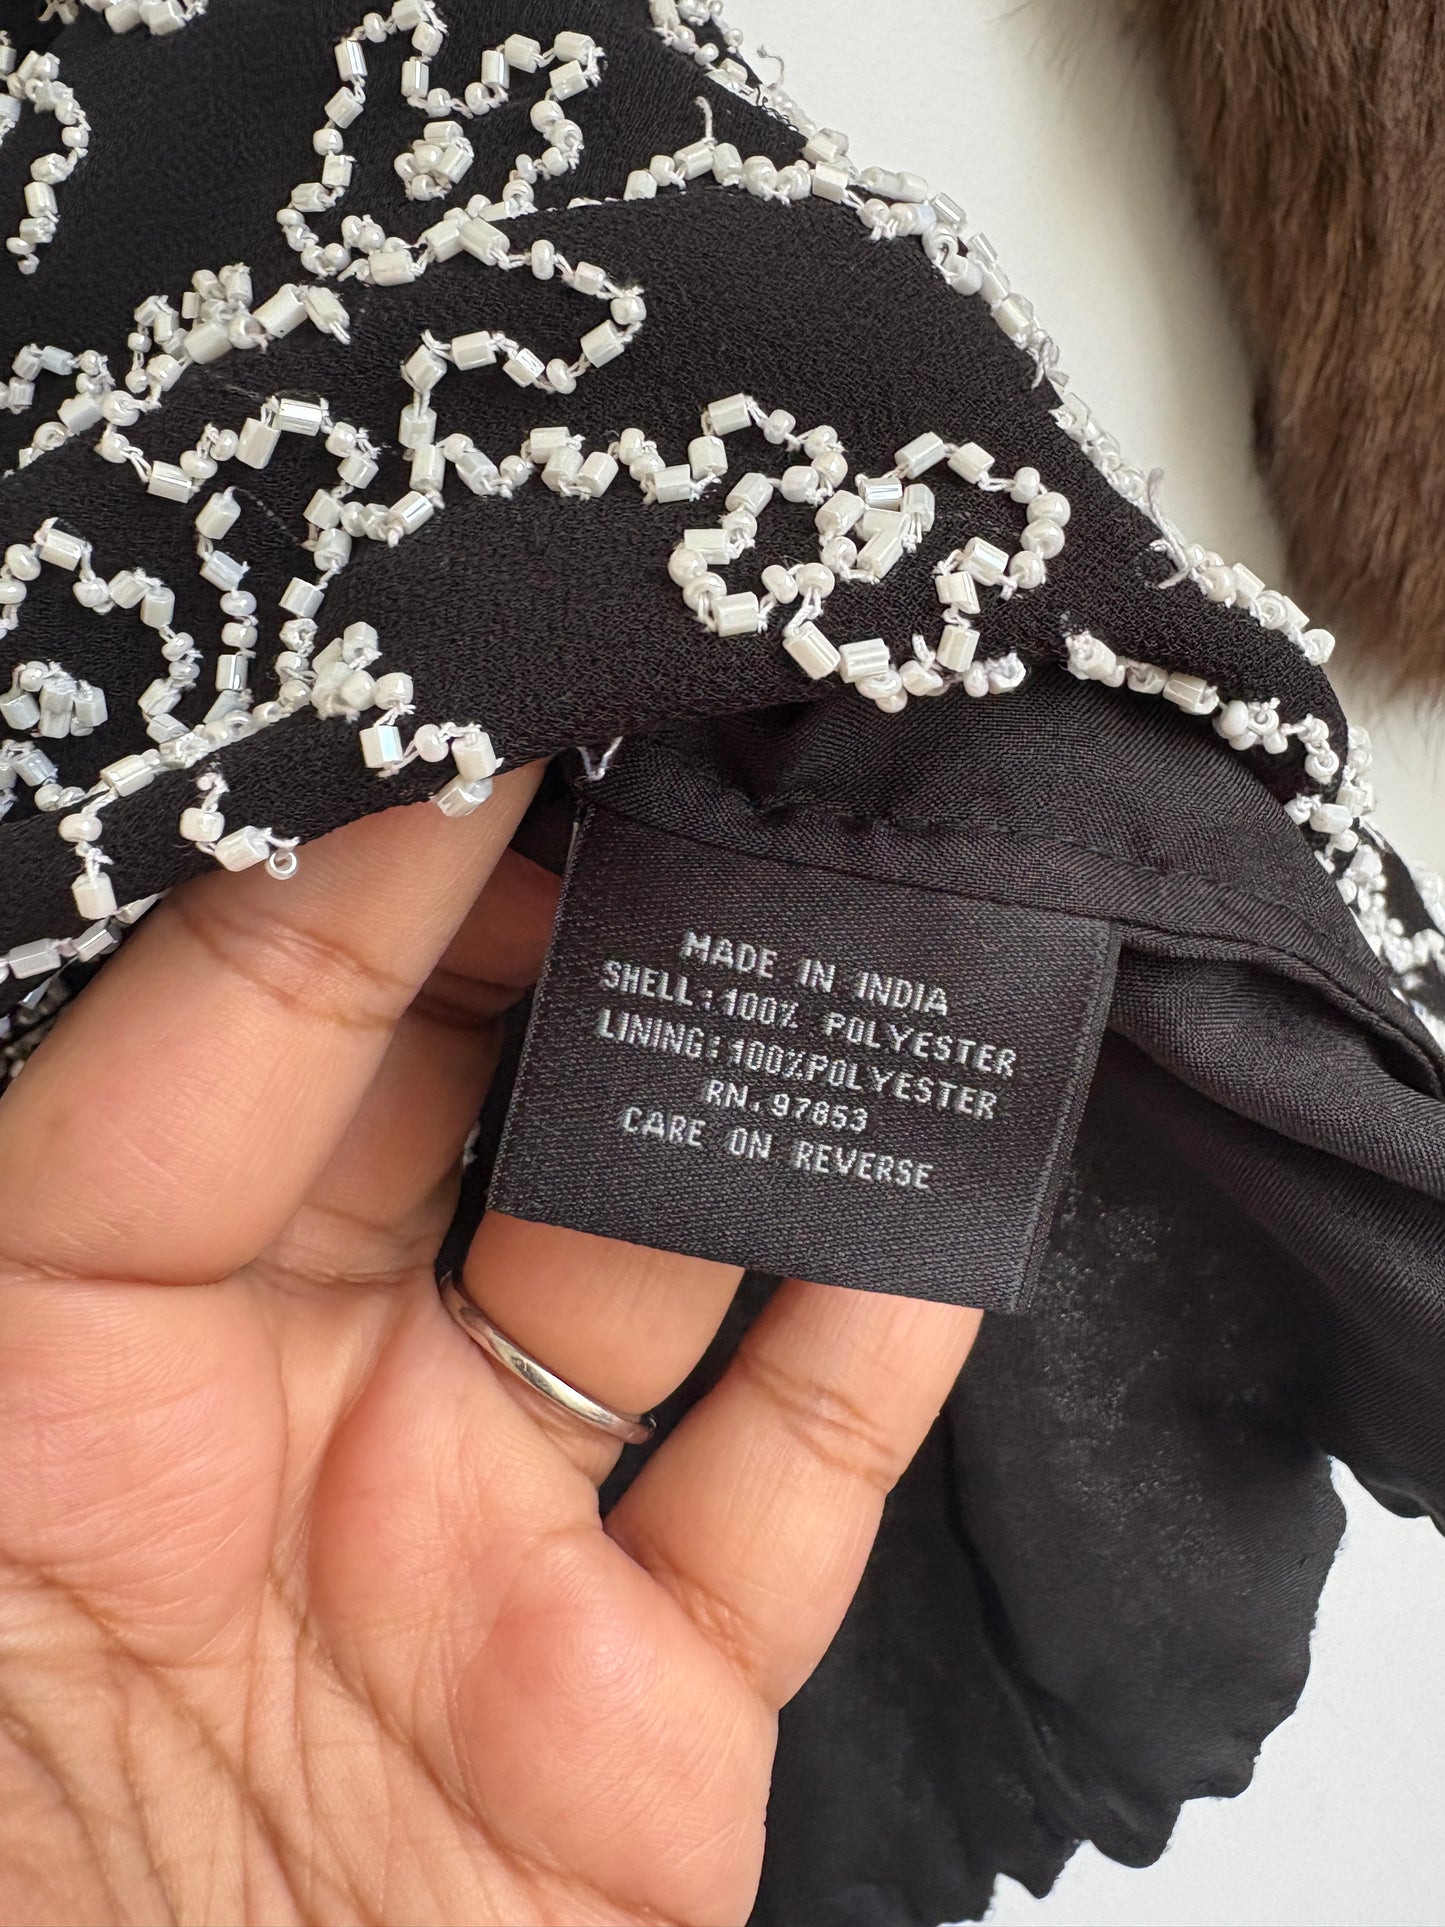 MADE IN INDIA
SHELL:100% POLYESTER
LINING:100%POLYESTER
RN.97853
CARE ON REVERSE